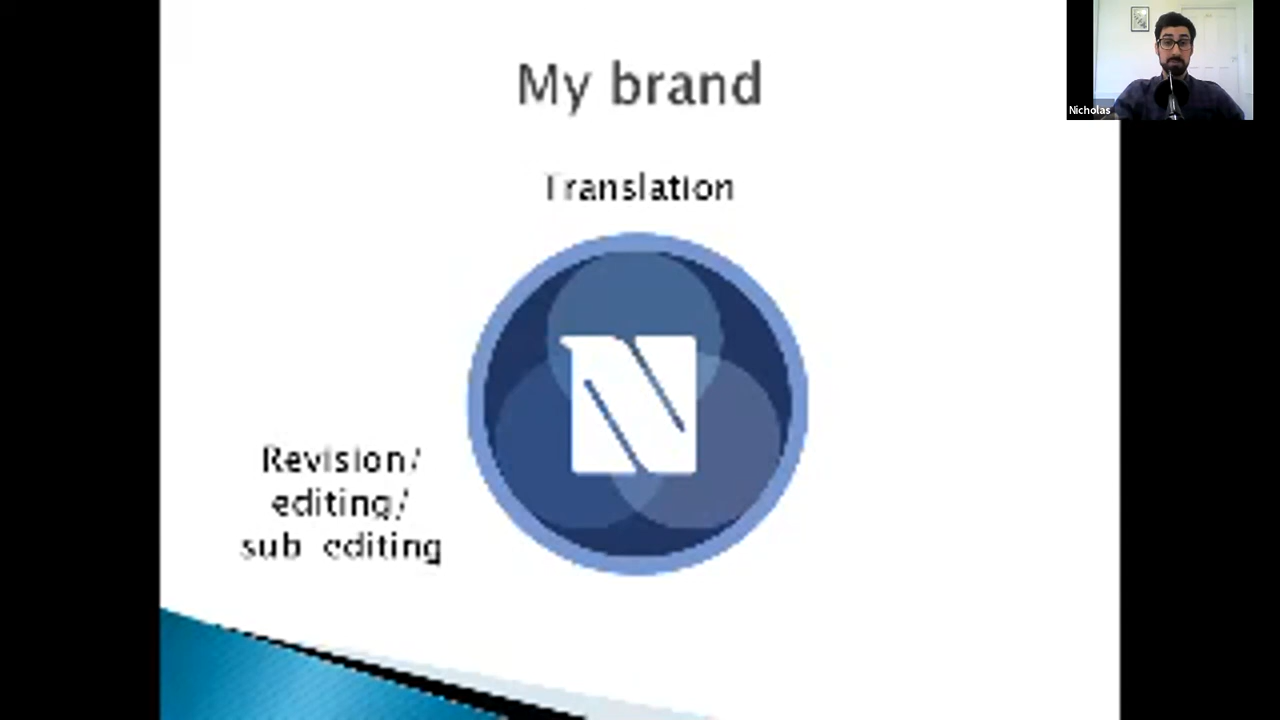 My brand
Nicholas
Translation
N
Revision/
editing/
sub-editing